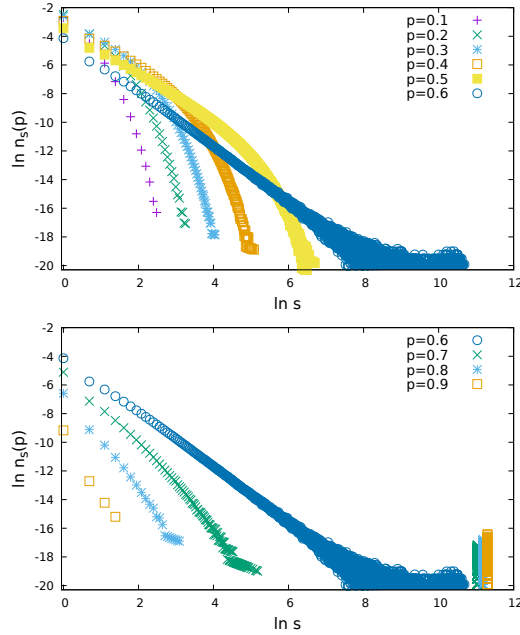 -2
-4
-6
-8
-10
-12
-14
-16
-18
-20
0 2 4 6 8 10 12
ln n_s(p)
ln s
p=0.1
p=0.2
p=0.3
p=0.4
p=0.5
p=0.6
-2
-4
-6
-8
-10
-12
-14
-16
-18
-20
0 2 4 6 8 10 12
ln n_s(p)
ln s
p=0.6
p=0.7
p=0.8
p=0.9